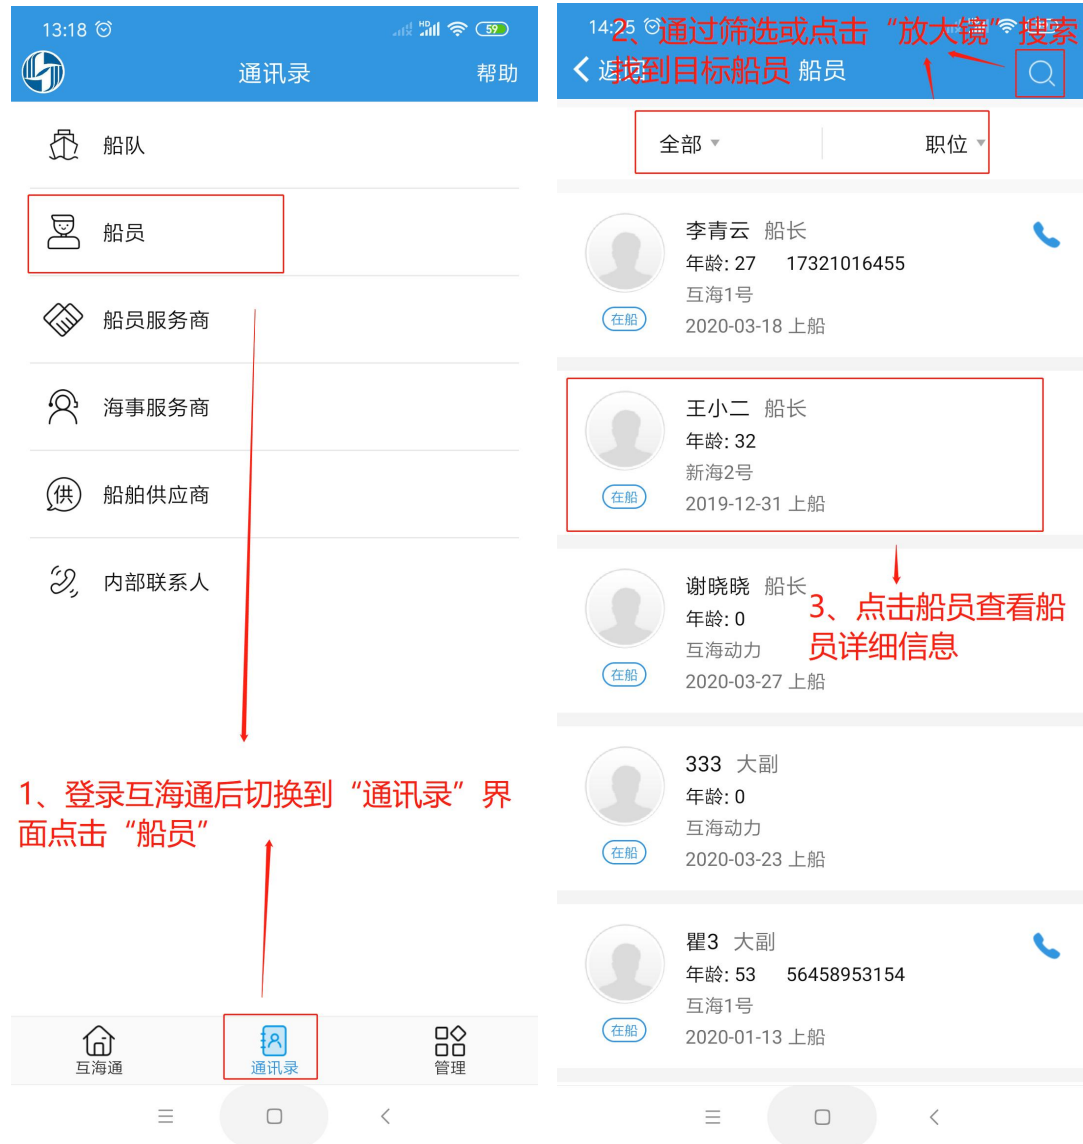 13:18
HD
59
通讯录
帮助
船队
船员
船员服务商
海事服务商
供
船舶供应商
内部联系人
1、登录互海通后切换到“通讯录”界
面点击“船员”
互海通
通讯录
管理
14:25
2、通过筛选或点击“放大镜”搜索
找到目标船员
返回
船员
全部
职位
李青云 船长
年龄: 27 17321016455
互海1号
在船
2020-03-18 上船
王小二 船长
年龄: 32
新海2号
在船
2019-12-31 上船
谢晓晓 船长
年龄: 0
互海动力
在船
2020-03-27 上船
3、点击船员查看船
员详细信息
333 大副
年龄: 0
互海动力
在船
2020-03-23 上船
瞿3 大副
年龄: 53 56458953154
互海1号
在船
2020-01-13 上船